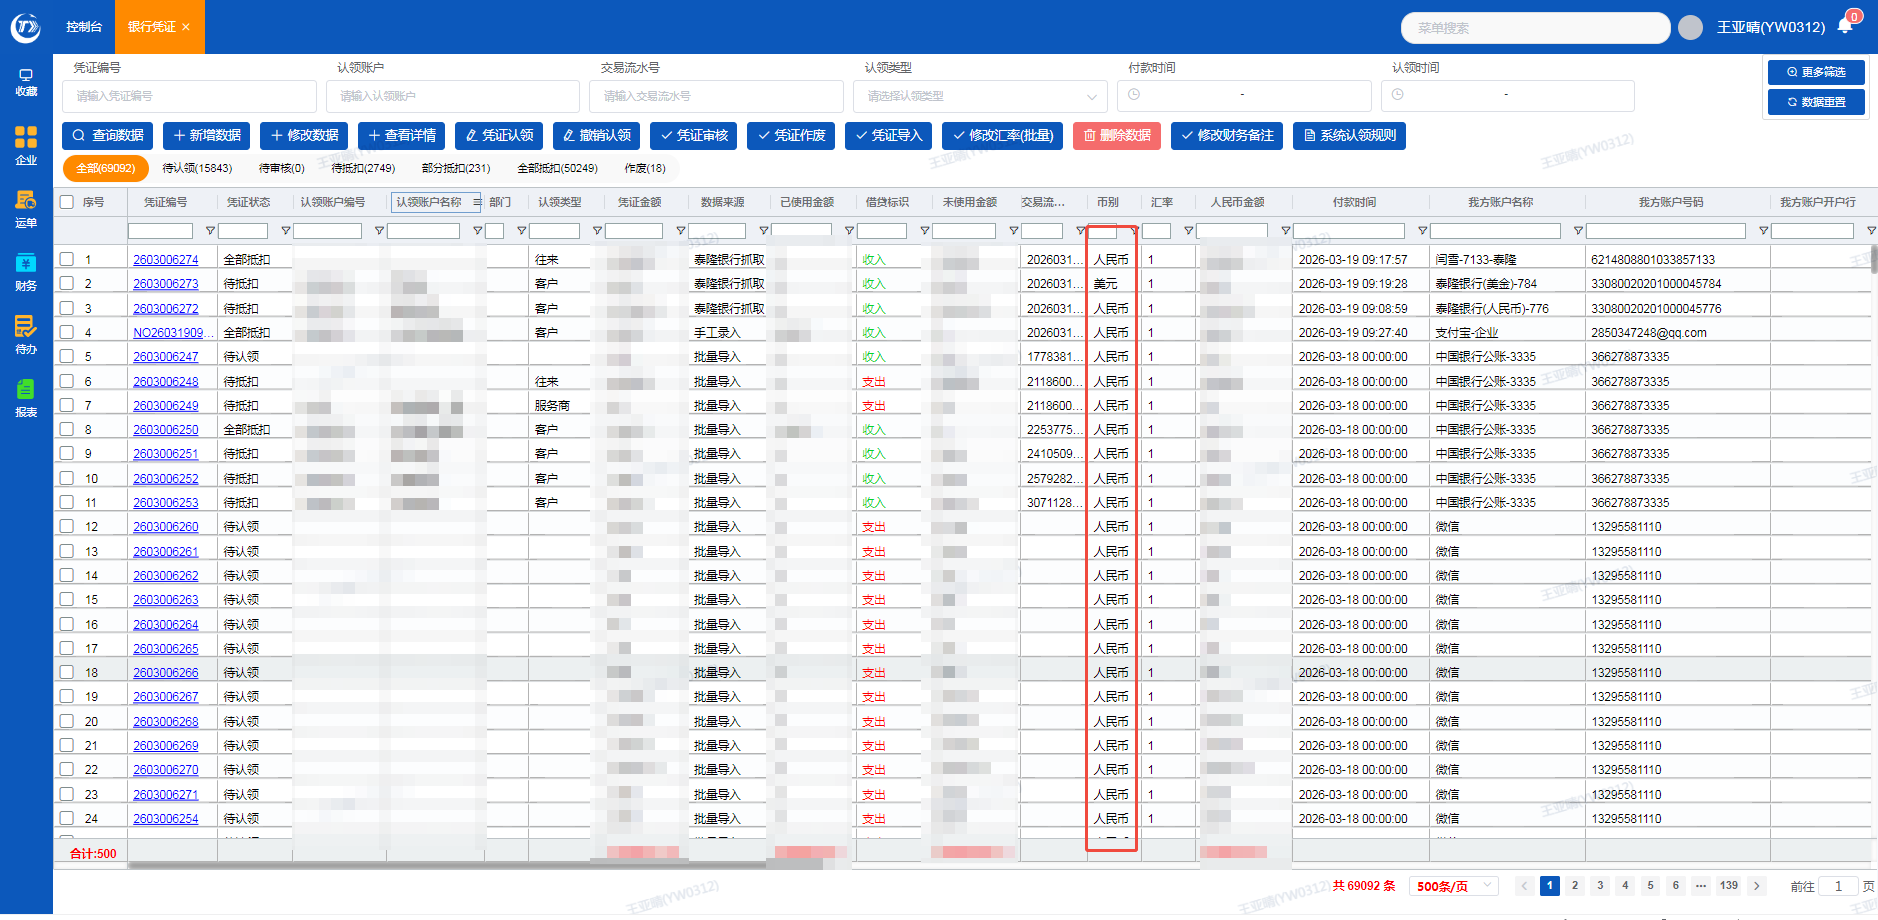 控制台 银行凭证 × 菜单搜索 王亚晴(YW0312) 0
收藏
企业
运单
财务
待办
报表
凭证编号 认领账户 交易流水号 认领类型 付款时间 认领时间
请输入凭证编号 请输入认领账户 请输入交易流水号 请选择认领类型 - -
更多筛选
数据重置
查询数据 新增数据 修改数据 查看详情 凭证认领 撤销认领 凭证审核 凭证作废 凭证导入 修改汇率(批量) 删除数据 修改财务备注 系统认领规则
全部(69092) 待认领(15843) 待审核(0) 待抵扣(2749) 部分抵扣(231) 全部抵扣(50249) 作废(18)
序号 凭证编号 凭证状态 认领账户编号 认领账户名称 部门 认领类型 凭证金额 数据来源 已使用金额 借贷标识 未使用金额 交易流... 币别 汇率 人民币金额 付款时间 我方账户名称 我方账户号码 我方账户开户行
1 2603006274 全部抵扣 往来 泰隆银行抓取 收入 2026031... 人民币 1 2026-03-19 09:17:57 闫雪-7133-泰隆 6214808801033857133
2 2603006273 待抵扣 客户 泰隆银行抓取 收入 2026031... 美元 1 2026-03-19 09:19:28 泰隆银行(美金)-784 33080020201000045784
3 2603006272 待抵扣 客户 泰隆银行抓取 收入 2026031... 人民币 1 2026-03-19 09:08:59 泰隆银行(人民币)-776 33080020201000045776
4 NO26031909... 全部抵扣 客户 手工录入 收入 2026031... 人民币 1 2026-03-19 09:27:40 支付宝-企业 2850347248@qq.com
5 2603006247 待认领 批量导入 收入 1778381... 人民币 1 2026-03-18 00:00:00 中国银行公账-3335 366278873335
6 2603006248 待抵扣 往来 批量导入 支出 2118600... 人民币 1 2026-03-18 00:00:00 中国银行公账-3335 366278873335
7 2603006249 待抵扣 服务商 批量导入 支出 2118600... 人民币 1 2026-03-18 00:00:00 中国银行公账-3335 366278873335
8 2603006250 全部抵扣 客户 批量导入 收入 2253775... 人民币 1 2026-03-18 00:00:00 中国银行公账-3335 366278873335
9 2603006251 待抵扣 客户 批量导入 收入 2410509... 人民币 1 2026-03-18 00:00:00 中国银行公账-3335 366278873335
10 2603006252 待抵扣 客户 批量导入 收入 2579282... 人民币 1 2026-03-18 00:00:00 中国银行公账-3335 366278873335
11 2603006253 待抵扣 客户 批量导入 收入 3071128... 人民币 1 2026-03-18 00:00:00 中国银行公账-3335 366278873335
12 2603006260 待认领 批量导入 支出 人民币 1 2026-03-18 00:00:00 微信 13295581110
13 2603006261 待认领 批量导入 支出 人民币 1 2026-03-18 00:00:00 微信 13295581110
14 2603006262 待认领 批量导入 支出 人民币 1 2026-03-18 00:00:00 微信 13295581110
15 2603006263 待认领 批量导入 支出 人民币 1 2026-03-18 00:00:00 微信 13295581110
16 2603006264 待认领 批量导入 支出 人民币 1 2026-03-18 00:00:00 微信 13295581110
17 2603006265 待认领 批量导入 支出 人民币 1 2026-03-18 00:00:00 微信 13295581110
18 2603006266 待认领 批量导入 支出 人民币 1 2026-03-18 00:00:00 微信 13295581110
19 2603006267 待认领 批量导入 支出 人民币 1 2026-03-18 00:00:00 微信 13295581110
20 2603006268 待认领 批量导入 支出 人民币 1 2026-03-18 00:00:00 微信 13295581110
21 2603006269 待认领 批量导入 支出 人民币 1 2026-03-18 00:00:00 微信 13295581110
22 2603006270 待认领 批量导入 支出 人民币 1 2026-03-18 00:00:00 微信 13295581110
23 2603006271 待认领 批量导入 支出 人民币 1 2026-03-18 00:00:00 微信 13295581110
24 2603006254 待认领 批量导入 支出 人民币 1 2026-03-18 00:00:00 微信 13295581110
合计:500
共 69092 条 500条/页 1 2 3 4 5 6 ··· 139 前往 1 页
王亚晴(YW0312)